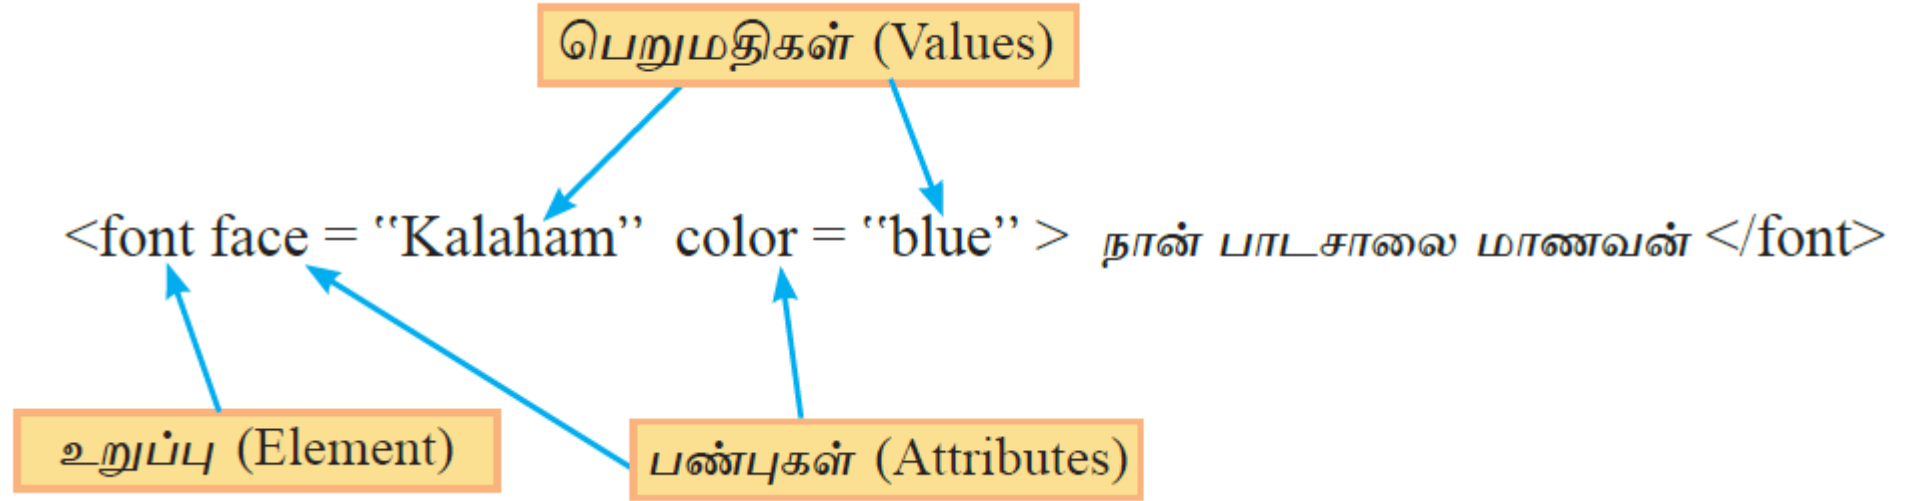 பெறுமதிகள் (Values)
<font face = “Kalaham” color = “blue” > நான் பாடசாலை மாணவன் </font>
உறுப்பு (Element)
பண்புகள் (Attributes)